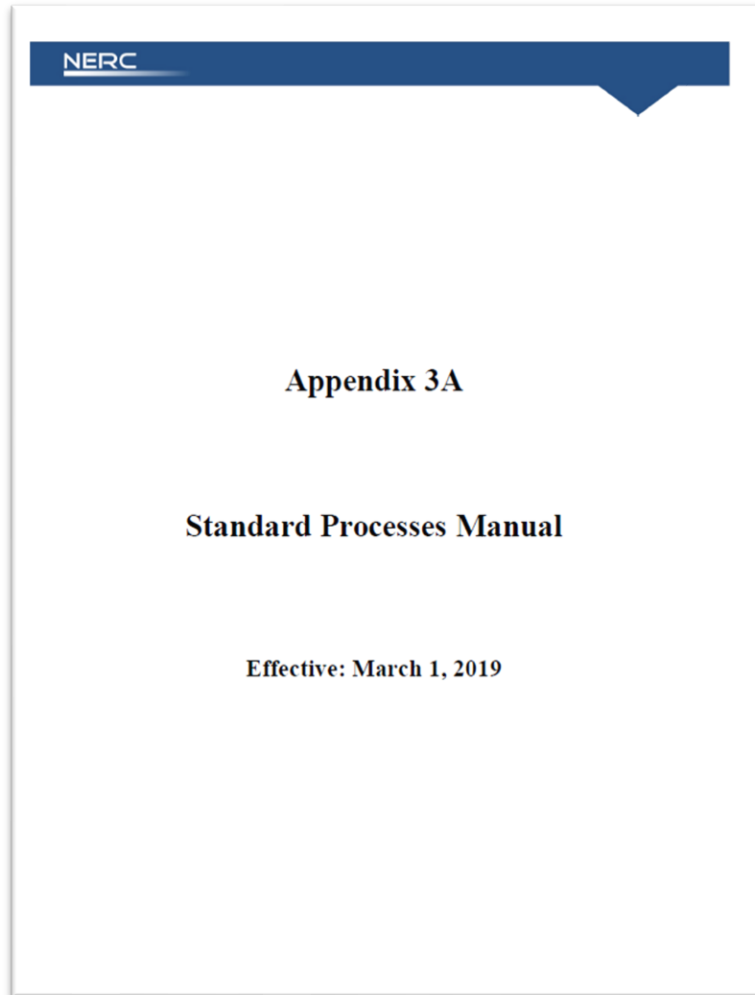 NERC
Appendix 3A
Standard Processes Manual
Effective: March 1, 2019